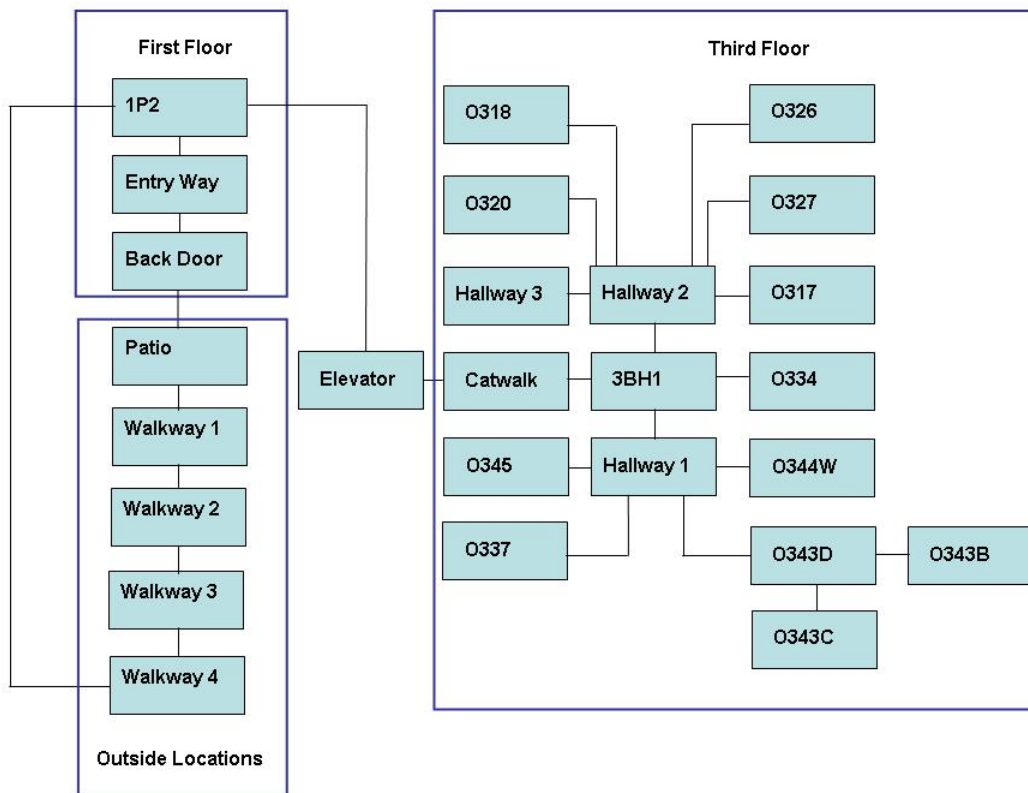 First Floor
1P2
Entry Way
Back Door
Patio
Walkway 1
Walkway 2
Walkway 3
Walkway 4
Outside Locations
Elevator
Third Floor
O318
O326
O320
O327
Hallway 3
Hallway 2
O317
Catwalk
3BH1
O334
O345
Hallway 1
O344W
O337
O343D
O343B
O343C